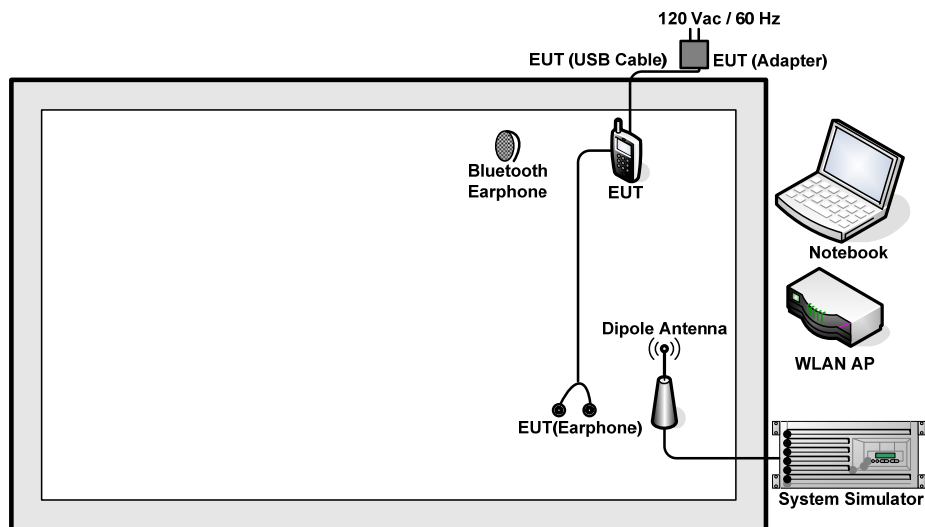 120 Vac / 60 Hz
EUT (USB Cable)
EUT (Adapter)
Bluetooth
Earphone
EUT
Notebook
Dipole Antenna
WLAN AP
EUT(Earphone)
System Simulator